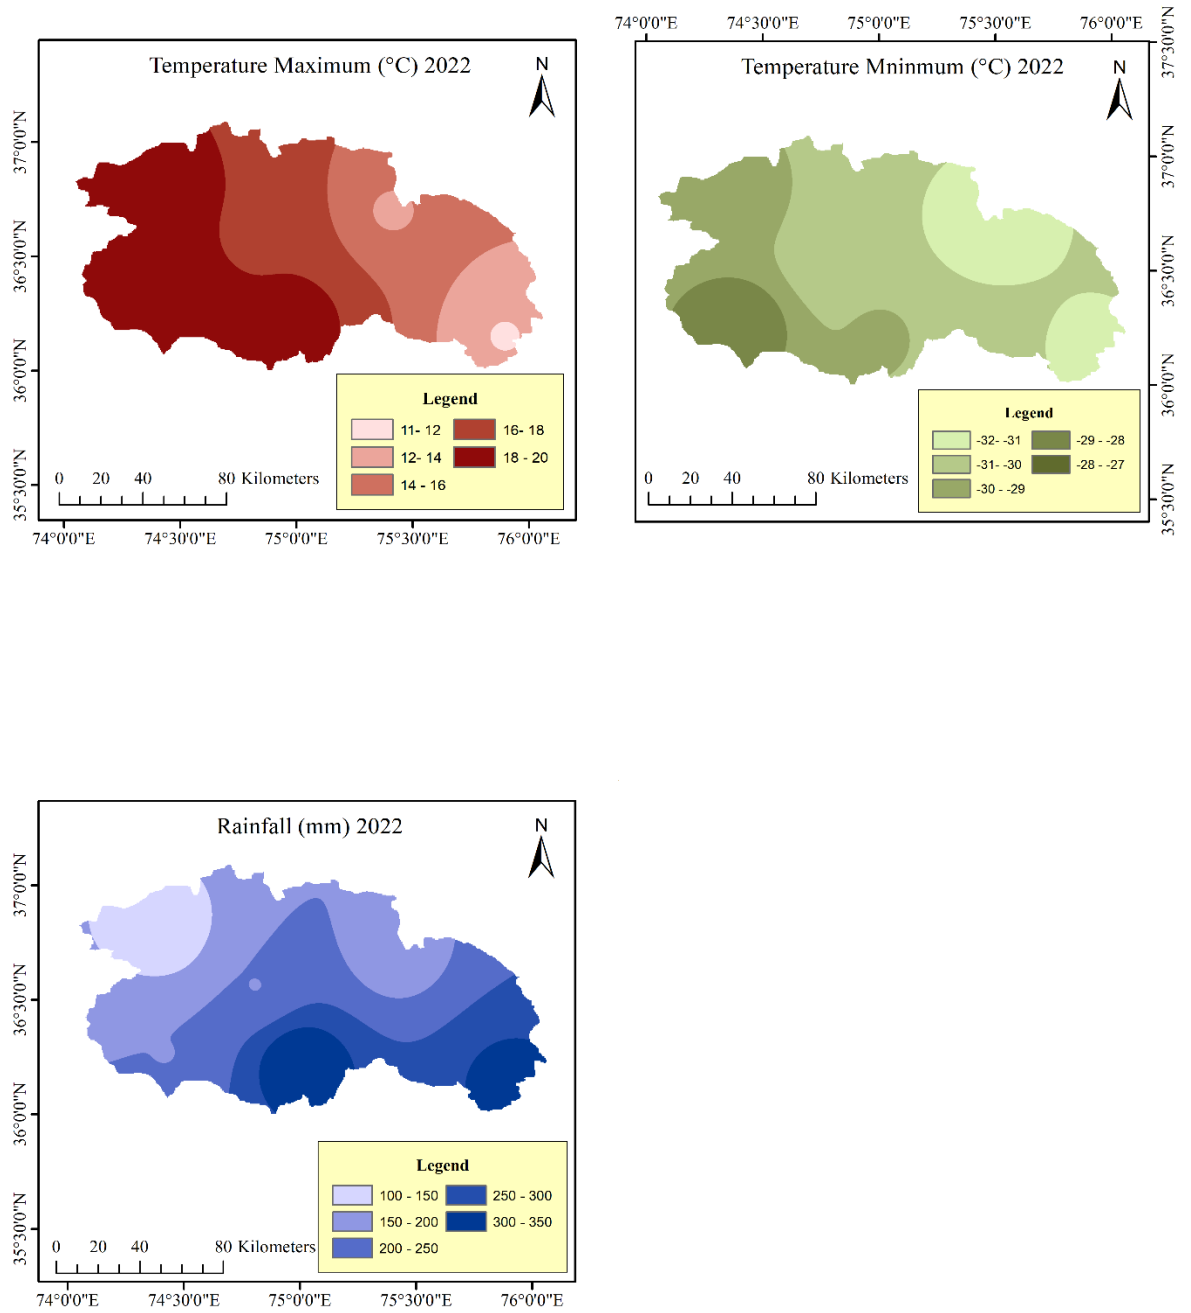 74°0'0"E 74°30'0"E 75°0'0"E 75°30'0"E 76°0'0"E
Temperature Maximum (°C) 2022
N
37°0'0"N
36°30'0"N
36°0'0"N
35°30'0"N
Legend
11- 12 16- 18
12- 14 18 - 20
14 - 16
0 20 40 80 Kilometers
74°0'0"E 74°30'0"E 75°0'0"E 75°30'0"E 76°0'0"E
Temperature Mninmum (°C) 2022
N
37°30'0"N
37°0'0"N
36°30'0"N
36°0'0"N
35°30'0"N
Legend
-32- -31 -29 - -28
-31- -30 -28 - -27
-30 - -29
0 20 40 80 Kilometers
Rainfall (mm) 2022
N
37°0'0"N
36°30'0"N
36°0'0"N
35°30'0"N
Legend
100 - 150 250 - 300
150 - 200 300 - 350
200 - 250
0 20 40 80 Kilometers
74°0'0"E 74°30'0"E 75°0'0"E 75°30'0"E 76°0'0"E